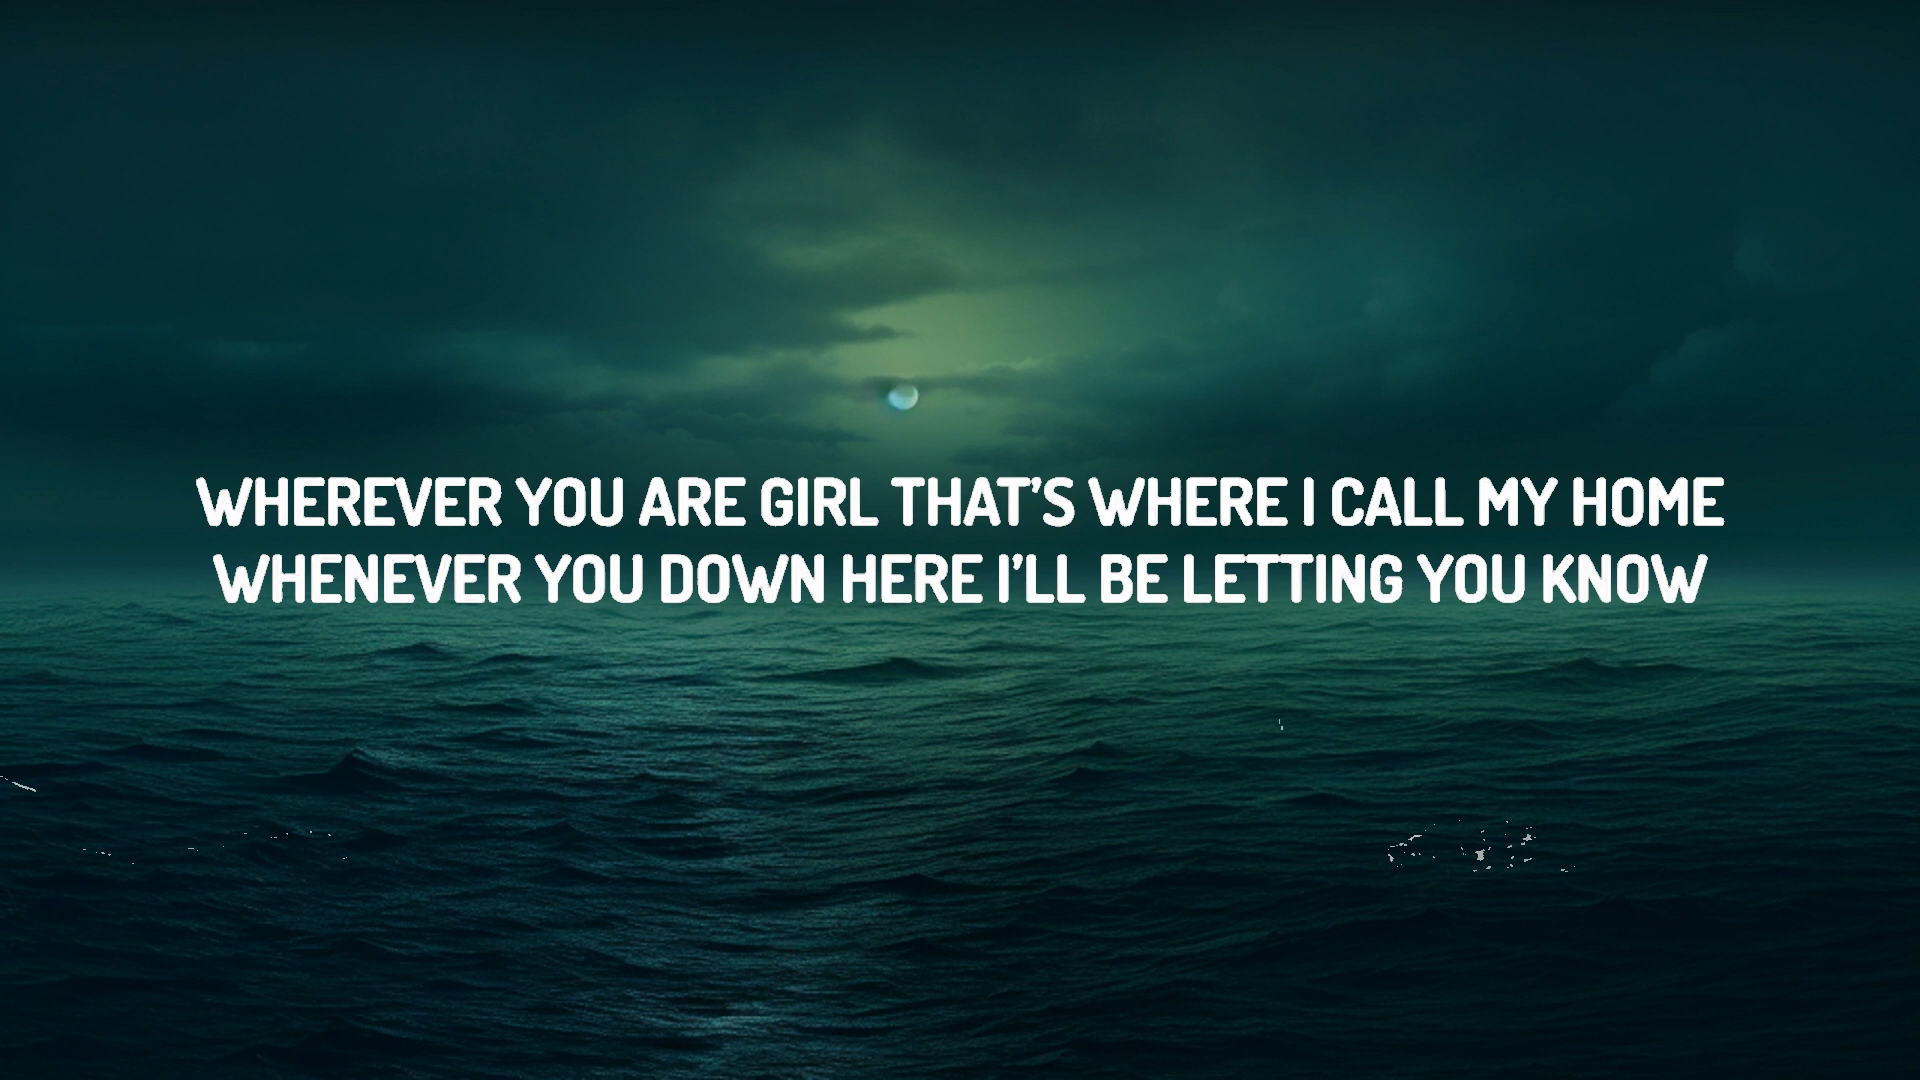 WHEREVER YOU ARE GIRL THAT'S WHERE I CALL MY HOME
WHENEVER YOU DOWN HERE I'LL BE LETTING YOU KNOW